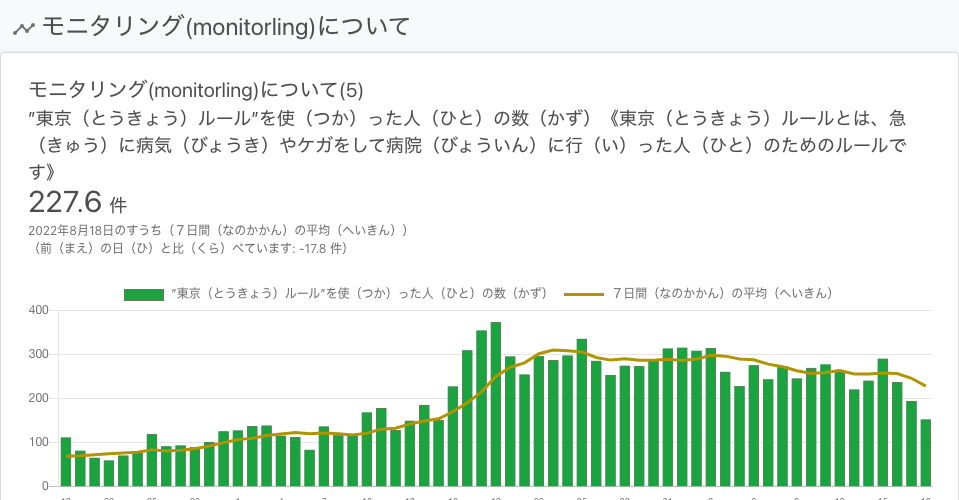 モニタリング(monitorling)について
モニタリング(monitorling)について(5)
”東京（とうきょう）ルール”を使（つか）った人（ひと）の数（かず）《東京（とうきょう）ルールとは、急
（きゅう）に病気（びょうき）やケガをして病院（びょういん）に行（い）った人（ひと）のためのルールで
す》
227.6 件
2022年8月18日のすうち（７日間（なのかかん）の平均（へいきん））
（前（まえ）の日（ひ）と比（くら）べています: -17.8 件）
”東京（とうきょう）ルール”を使（つか）った人（ひと）の数（かず） ７日間（なのかかん）の平均（へいきん）
400
300
200
100
0